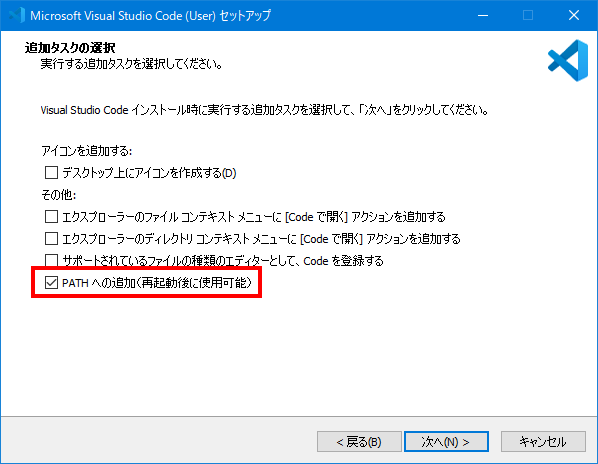 Microsoft Visual Studio Code (User) セットアップ
追加タスクの選択
実行する追加タスクを選択してください。
Visual Studio Code インストール時に実行する追加タスクを選択して、「次へ」をクリックしてください。
アイコンを追加する:
デスクトップ上にアイコンを作成する(D)
その他:
エクスプローラーのファイル コンテキスト メニューに [Code で開く] アクションを追加する
エクスプローラーのディレクトリ コンテキスト メニューに [Code で開く] アクションを追加する
サポートされているファイルの種類のエディターとして、Code を登録する
PATH への追加（再起動後に使用可能）
< 戻る(B)
次へ(N) >
キャンセル